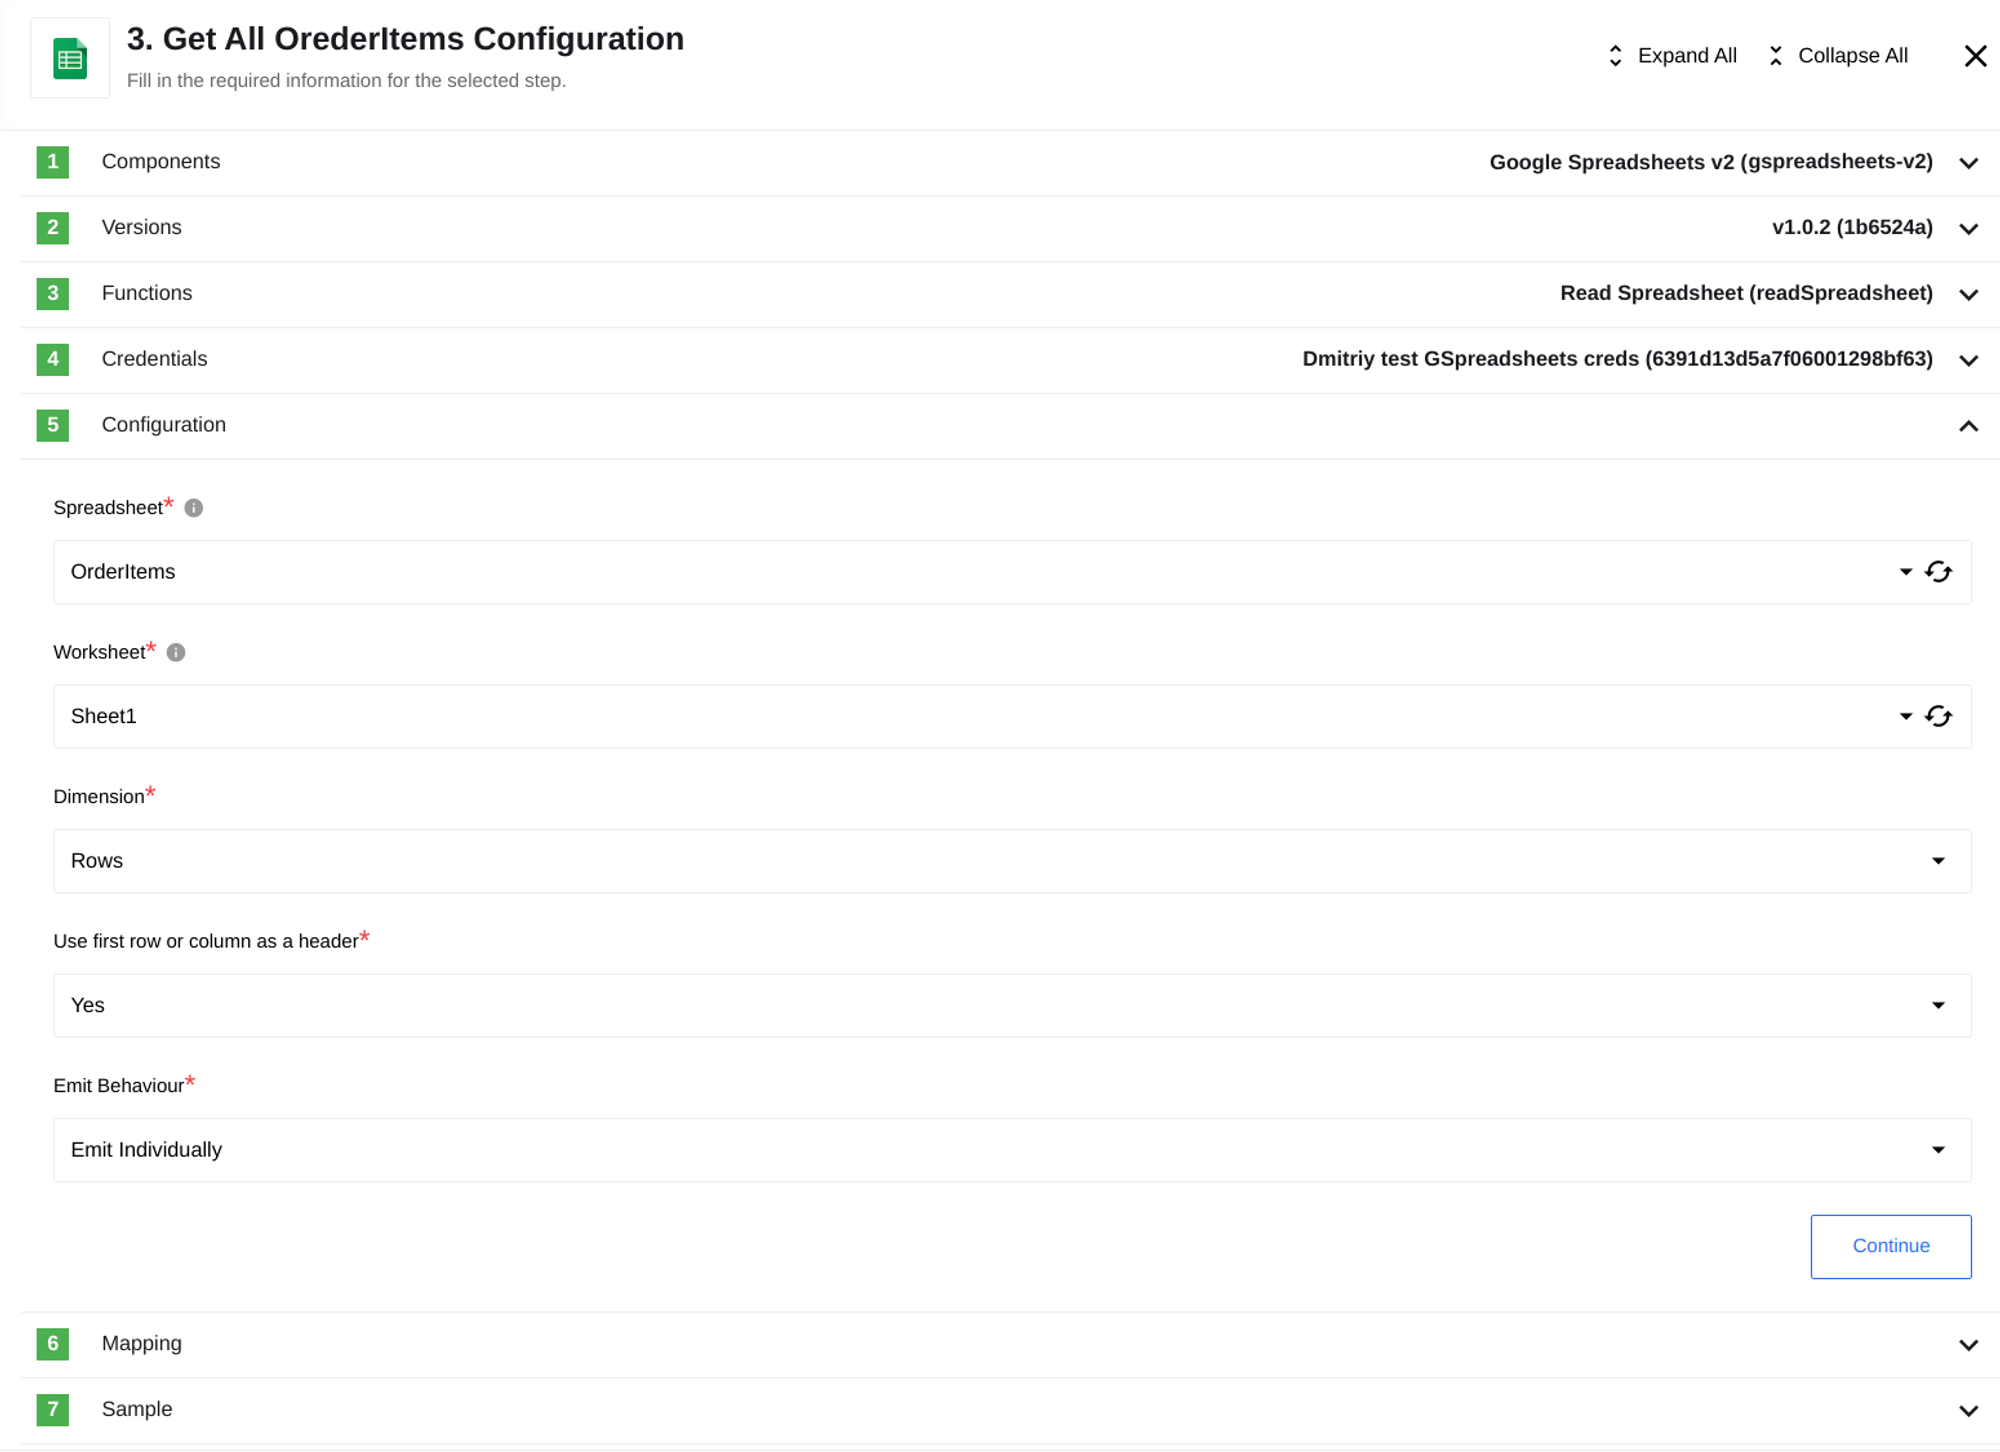 3. Get All OrederItems Configuration
Fill in the required information for the selected step.
Expand All
Collapse All
1 Components Google Spreadsheets v2 (gspreadsheets-v2)
2 Versions v1.0.2 (1b6524a)
3 Functions Read Spreadsheet (readSpreadsheet)
4 Credentials Dmitriy test GSpreadsheets creds (6391d13d5a7f06001298bf63)
5 Configuration
Spreadsheet*
OrderItems
Worksheet*
Sheet1
Dimension*
Rows
Use first row or column as a header*
Yes
Emit Behaviour*
Emit Individually
Continue
6 Mapping
7 Sample